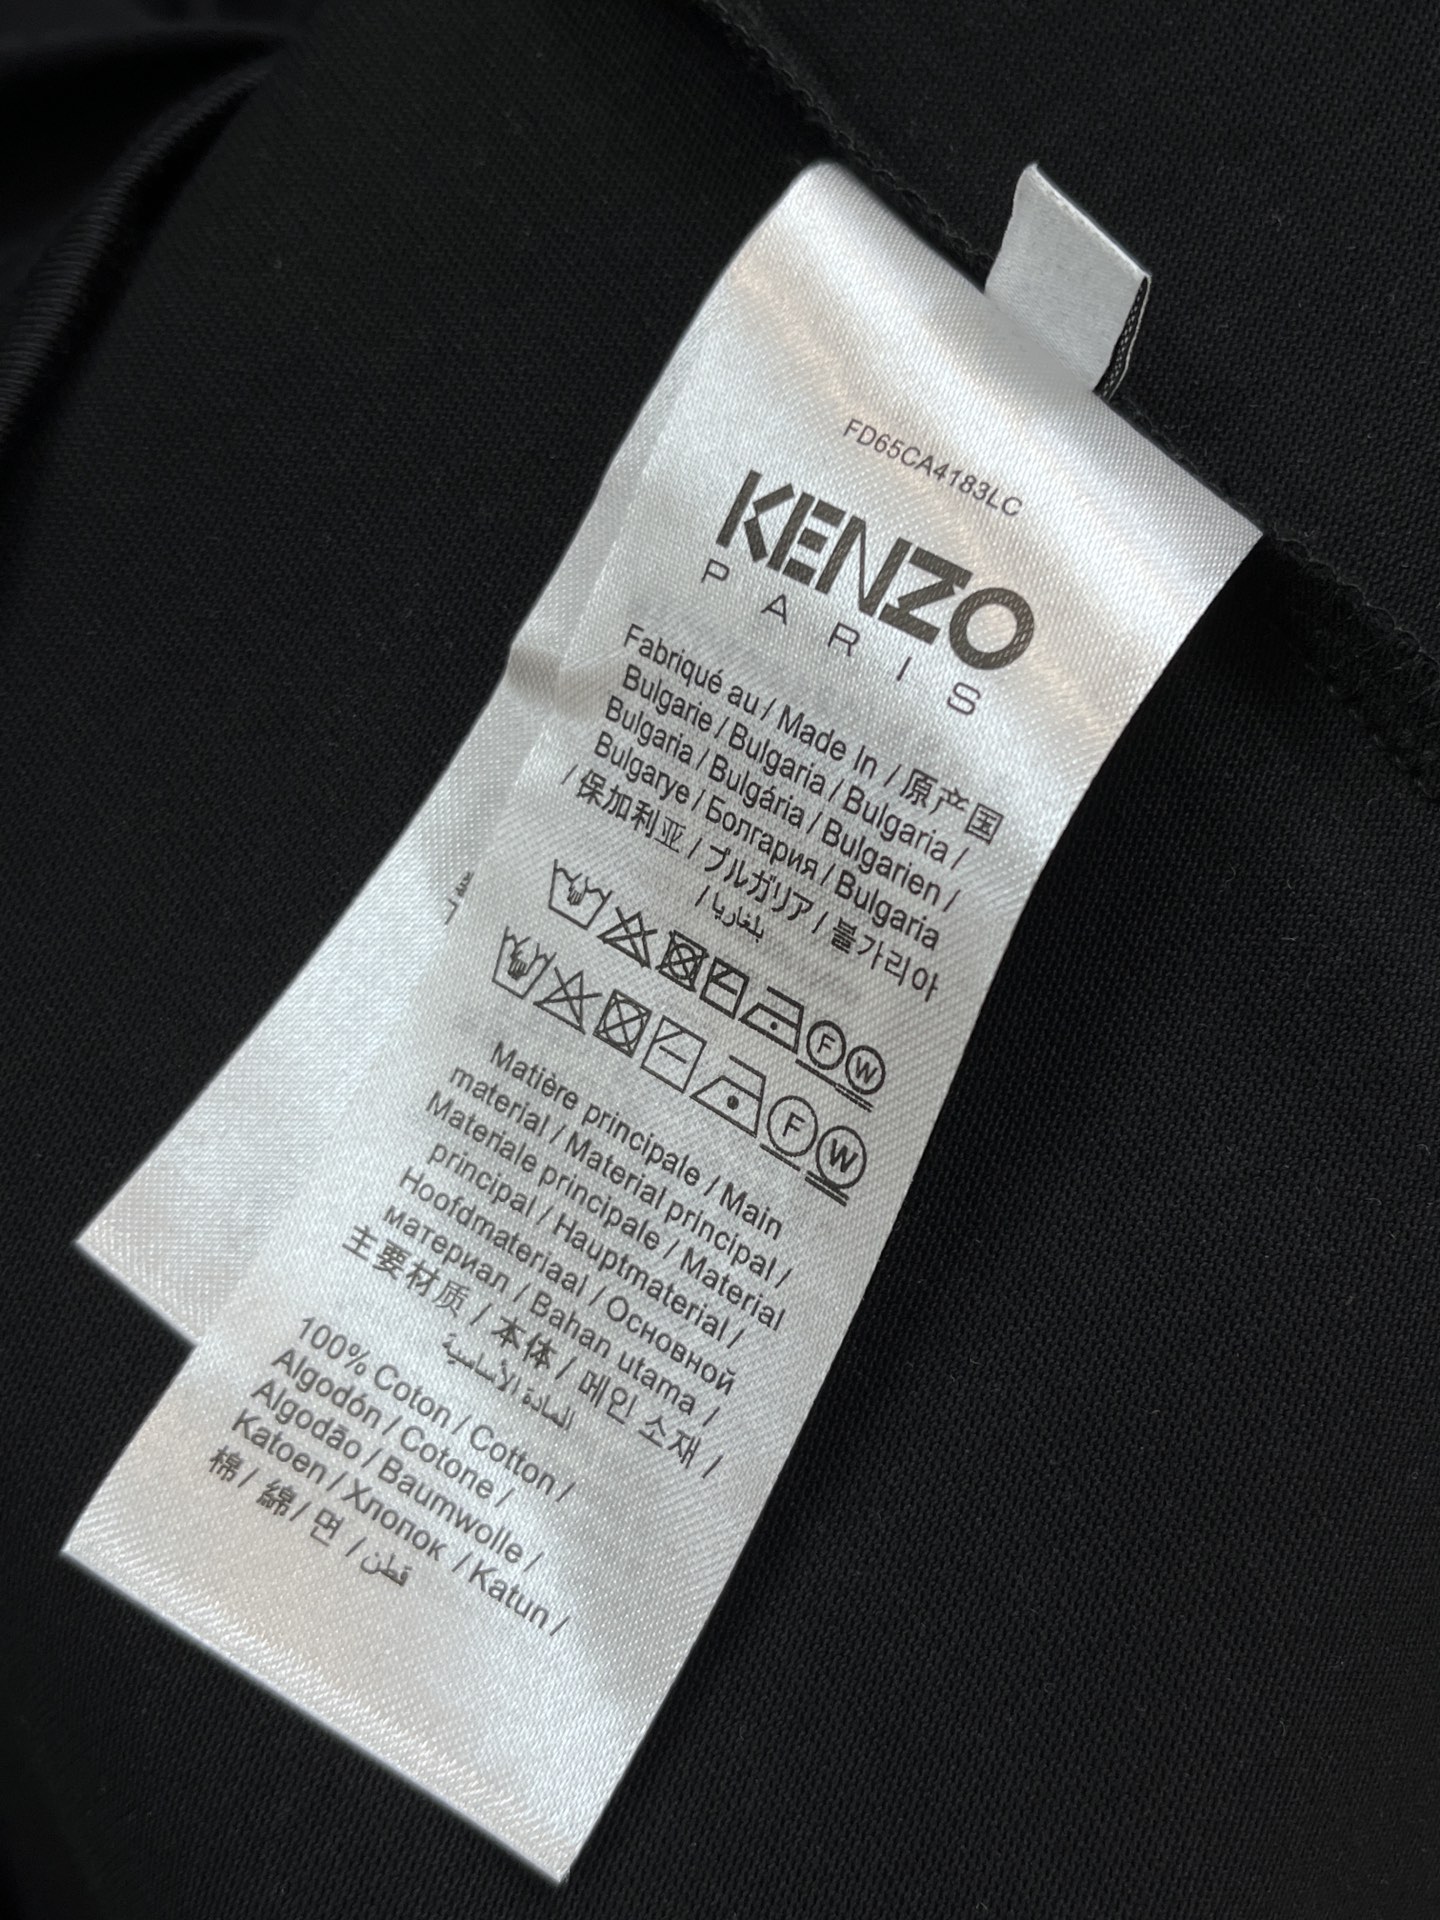 FD65CA4183LC
KENZO
PARIS
Fabriqué au / Made In / 原产国
Bulgarie / Bulgaria / Bulgaria /
Bulgaria / Bulgária / Bulgarien /
Bulgarye / Болгария / Bulgaria
/ 保加利亚 / ブルガリア / 불가리아
/ بلغاريا
F W
F W
Matière principale / Main
material / Material principal /
Materiale principale / Material
principal / Hauptmaterial /
Hoofdmateriaal / Основной
материал / Bahan utama /
主要材质 / 本体 / 메인 소재 /
المادة الأساسية
100% Coton / Cotton /
Algodón / Cotone /
Algodão / Baumwolle /
Katoen / Хлопок / Katun /
棉 / 綿 / 면 / قطن